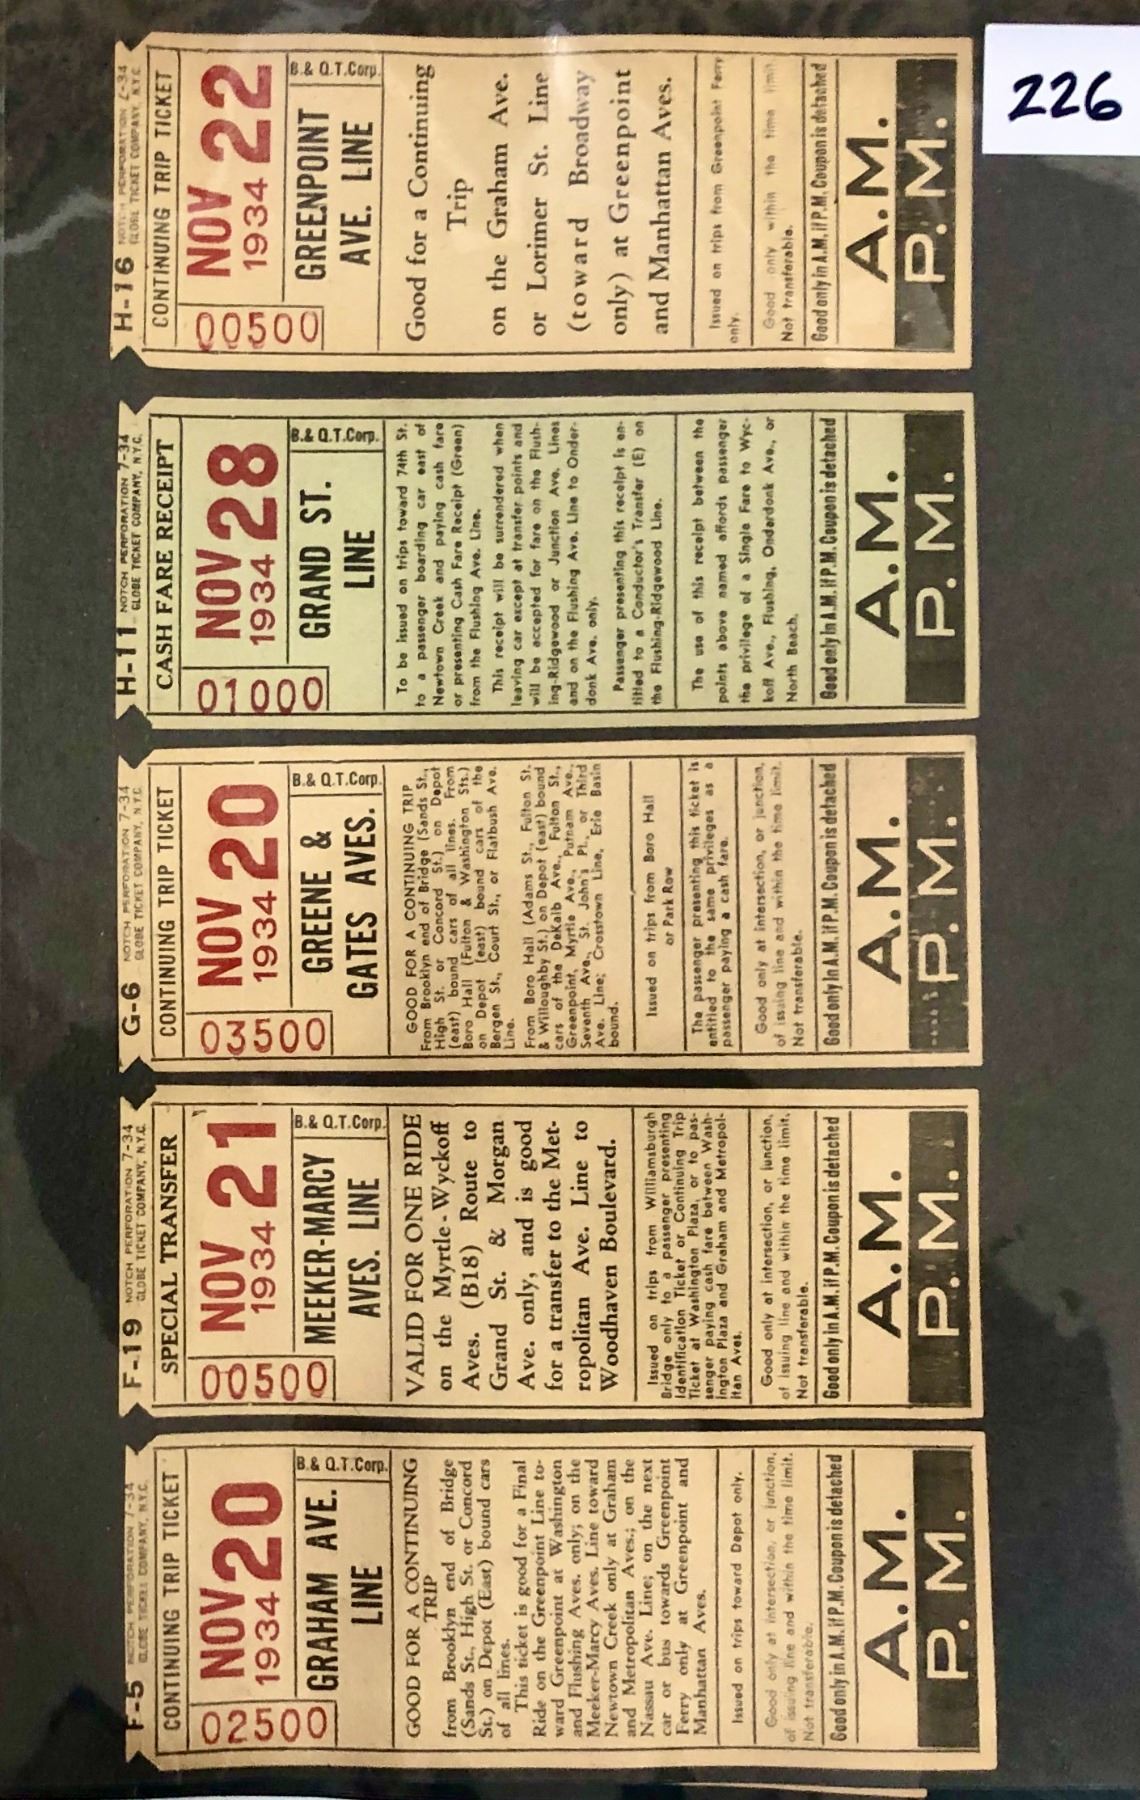 226
H-16 NOTCH PERFORATION 7-34
GLOBE TICKET COMPANY, N.Y.C.
CONTINUING TRIP TICKET
00500
NOV 22
1934
B.& Q.T.Corp.
GREENPOINT
AVE. LINE
Good for a Continuing
Trip
on the Graham Ave.
or Lorimer St. Line
(toward Broadway
only) at Greenpoint
and Manhattan Aves.
Issued on trips from Greenpoint Ferry
only.
Good only within the time limit.
Not transferable.
Good only in A.M. if P.M. Coupon is detached
A.M.
P.M.
H-11 NOTCH PERFORATION 7-34
GLOBE TICKET COMPANY, N.Y.C.
CASH FARE RECEIPT
01000
NOV 28
1934
B.& Q.T.Corp.
GRAND ST.
LINE
To be issued on trips toward 74th St.
to a passenger boarding car east of
Newtown Creek and paying cash fare
or presenting Cash Fare Receipt (Green)
from the Flushing Ave. Line.
This receipt will be surrendered when
leaving car except at transfer points and
will be accepted for fare on the Flush-
ing-Ridgewood or Junction Ave. Lines
and on the Flushing Ave. Line to Onder-
donk Ave. only.
Passenger presenting this receipt is en-
titled to a Conductor's Transfer (E) on
the Flushing-Ridgewood Line.
The use of this receipt between the
points above named affords passenger
the privilege of a Single Fare to Wyc-
koff Ave., Flushing, Onderdonk Ave., or
North Beach.
Good only in A.M. if P.M. Coupon is detached
A.M.
P.M.
G-6 NOTCH PERFORATION 7-34
GLOBE TICKET COMPANY, N.Y.C.
CONTINUING TRIP TICKET
03500
NOV 20
1934
B.& Q.T.Corp.
GREENE &
GATES AVES.
GOOD FOR A CONTINUING TRIP
From Brooklyn end of Bridge (Sands St.,
High St. or Concord St.) on Depot
(east) bound cars of all lines. From
Boro Hall (Fulton & Washington Sts.)
on Depot (east) bound cars of the
Bergen St., Court St., or Flatbush Ave.
Line.
From Boro Hall (Adams St., Fulton St.
& Willoughby St.) on Depot (east) bound
cars of the DeKalb Ave., Fulton St.,
Greenpoint, Myrtle Ave., Putnam Ave.,
Seventh Ave., St. John's Pl., or Third
Ave. Line; Crosstown Line, Erie Basin
bound.
Issued on trips from Boro Hall
or Park Row
The passenger presenting this ticket is
entitled to the same privileges as a
passenger paying a cash fare.
Good only at intersection, or junction,
of issuing line and within the time limit.
Not transferable.
Good only in A.M. if P.M. Coupon is detached
A.M.
P.M.
F-19 NOTCH PERFORATION 7-34
GLOBE TICKET COMPANY, N.Y.C.
SPECIAL TRANSFER
00500
NOV 21
1934
B.& Q.T.Corp.
MEEKER-MARCY
AVES. LINE
VALID FOR ONE RIDE
on the Myrtle-Wyckoff
Aves. (B18) Route to
Grand St. & Morgan
Ave. only, and is good
for a transfer to the Met-
ropolitan Ave. Line to
Woodhaven Boulevard.
Issued on trips from Williamsburgh
Bridge only to a passenger presenting
Identification Ticket or Continuing Trip
Ticket at Washington Plaza, or to pas-
senger paying cash fare between Wash-
ington Plaza and Graham and Metropol-
itan Aves.
Good only at intersection, or junction,
of issuing line and within the time limit.
Not transferable.
Good only in A.M. if P.M. Coupon is detached
A.M.
P.M.
F-5 NOTCH PERFORATION 7-34
GLOBE TICKET COMPANY, N.Y.C.
CONTINUING TRIP TICKET
02500
NOV 20
1934
B.& Q.T.Corp.
GRAHAM AVE.
LINE
GOOD FOR A CONTINUING
TRIP
from Brooklyn end of Bridge
(Sands St., High St. or Concord
St.) on Depot (East) bound cars
of all lines.
This ticket is good for a Final
Ride on the Greenpoint Line to-
ward Greenpoint at Washington
and Flushing Aves. only; on the
Meeker-Marcy Aves. Line toward
Newtown Creek only at Graham
and Metropolitan Aves.; on the
Nassau Ave. Line; on the next
car or bus towards Greenpoint
Ferry only at Greenpoint and
Manhattan Aves.
Issued on trips toward Depot only.
Good only at intersection, or junction,
of issuing line and within the time limit.
Not transferable.
Good only in A.M. if P.M. Coupon is detached
A.M.
P.M.